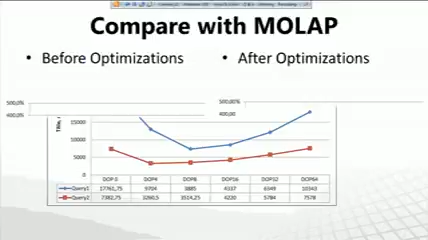 Compare with MOLAP
• Before Optimizations
• After Optimizations
500,0%
400,0%
500,00%
400,00
15000
10000
5000
0
DOP 0 DOP4 DOP8 DOP16 DOP32 DOP64
Query1 17761,75 9704 3885 4337 6349 10343
Query2 7382,75 3260,5 3514,25 4220 5784 7578